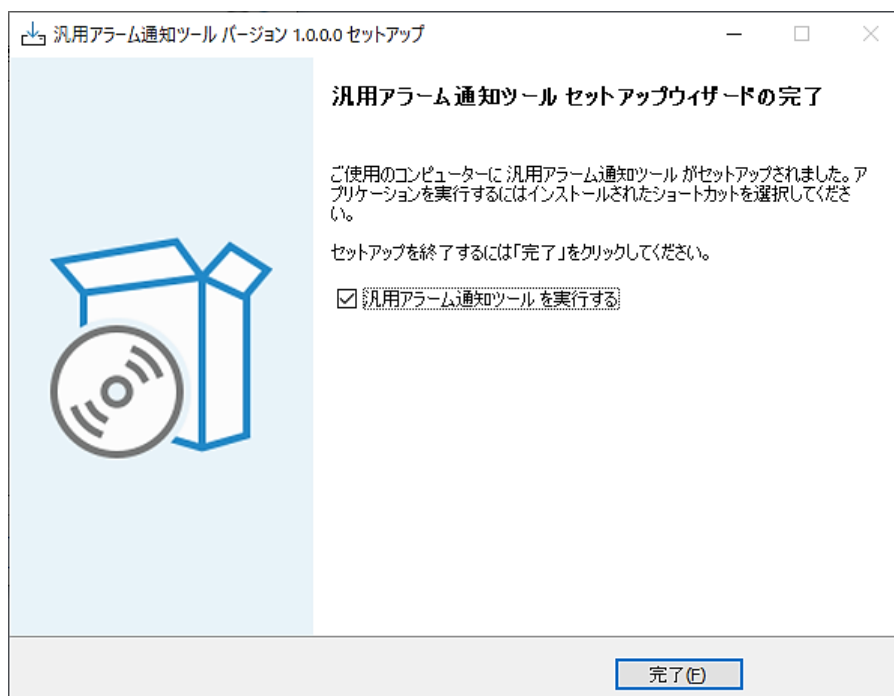 汎用アラーム通知ツール バージョン 1.0.0.0 セットアップ
汎用アラーム通知ツール セットアップウィザードの完了
ご使用のコンピューターに 汎用アラーム通知ツール がセットアップされました。ア
プリケーションを実行するにはインストールされたショートカットを選択してくださ
い。
セットアップを終了するには「完了」をクリックしてください。
汎用アラーム通知ツール を実行する
完了(F)